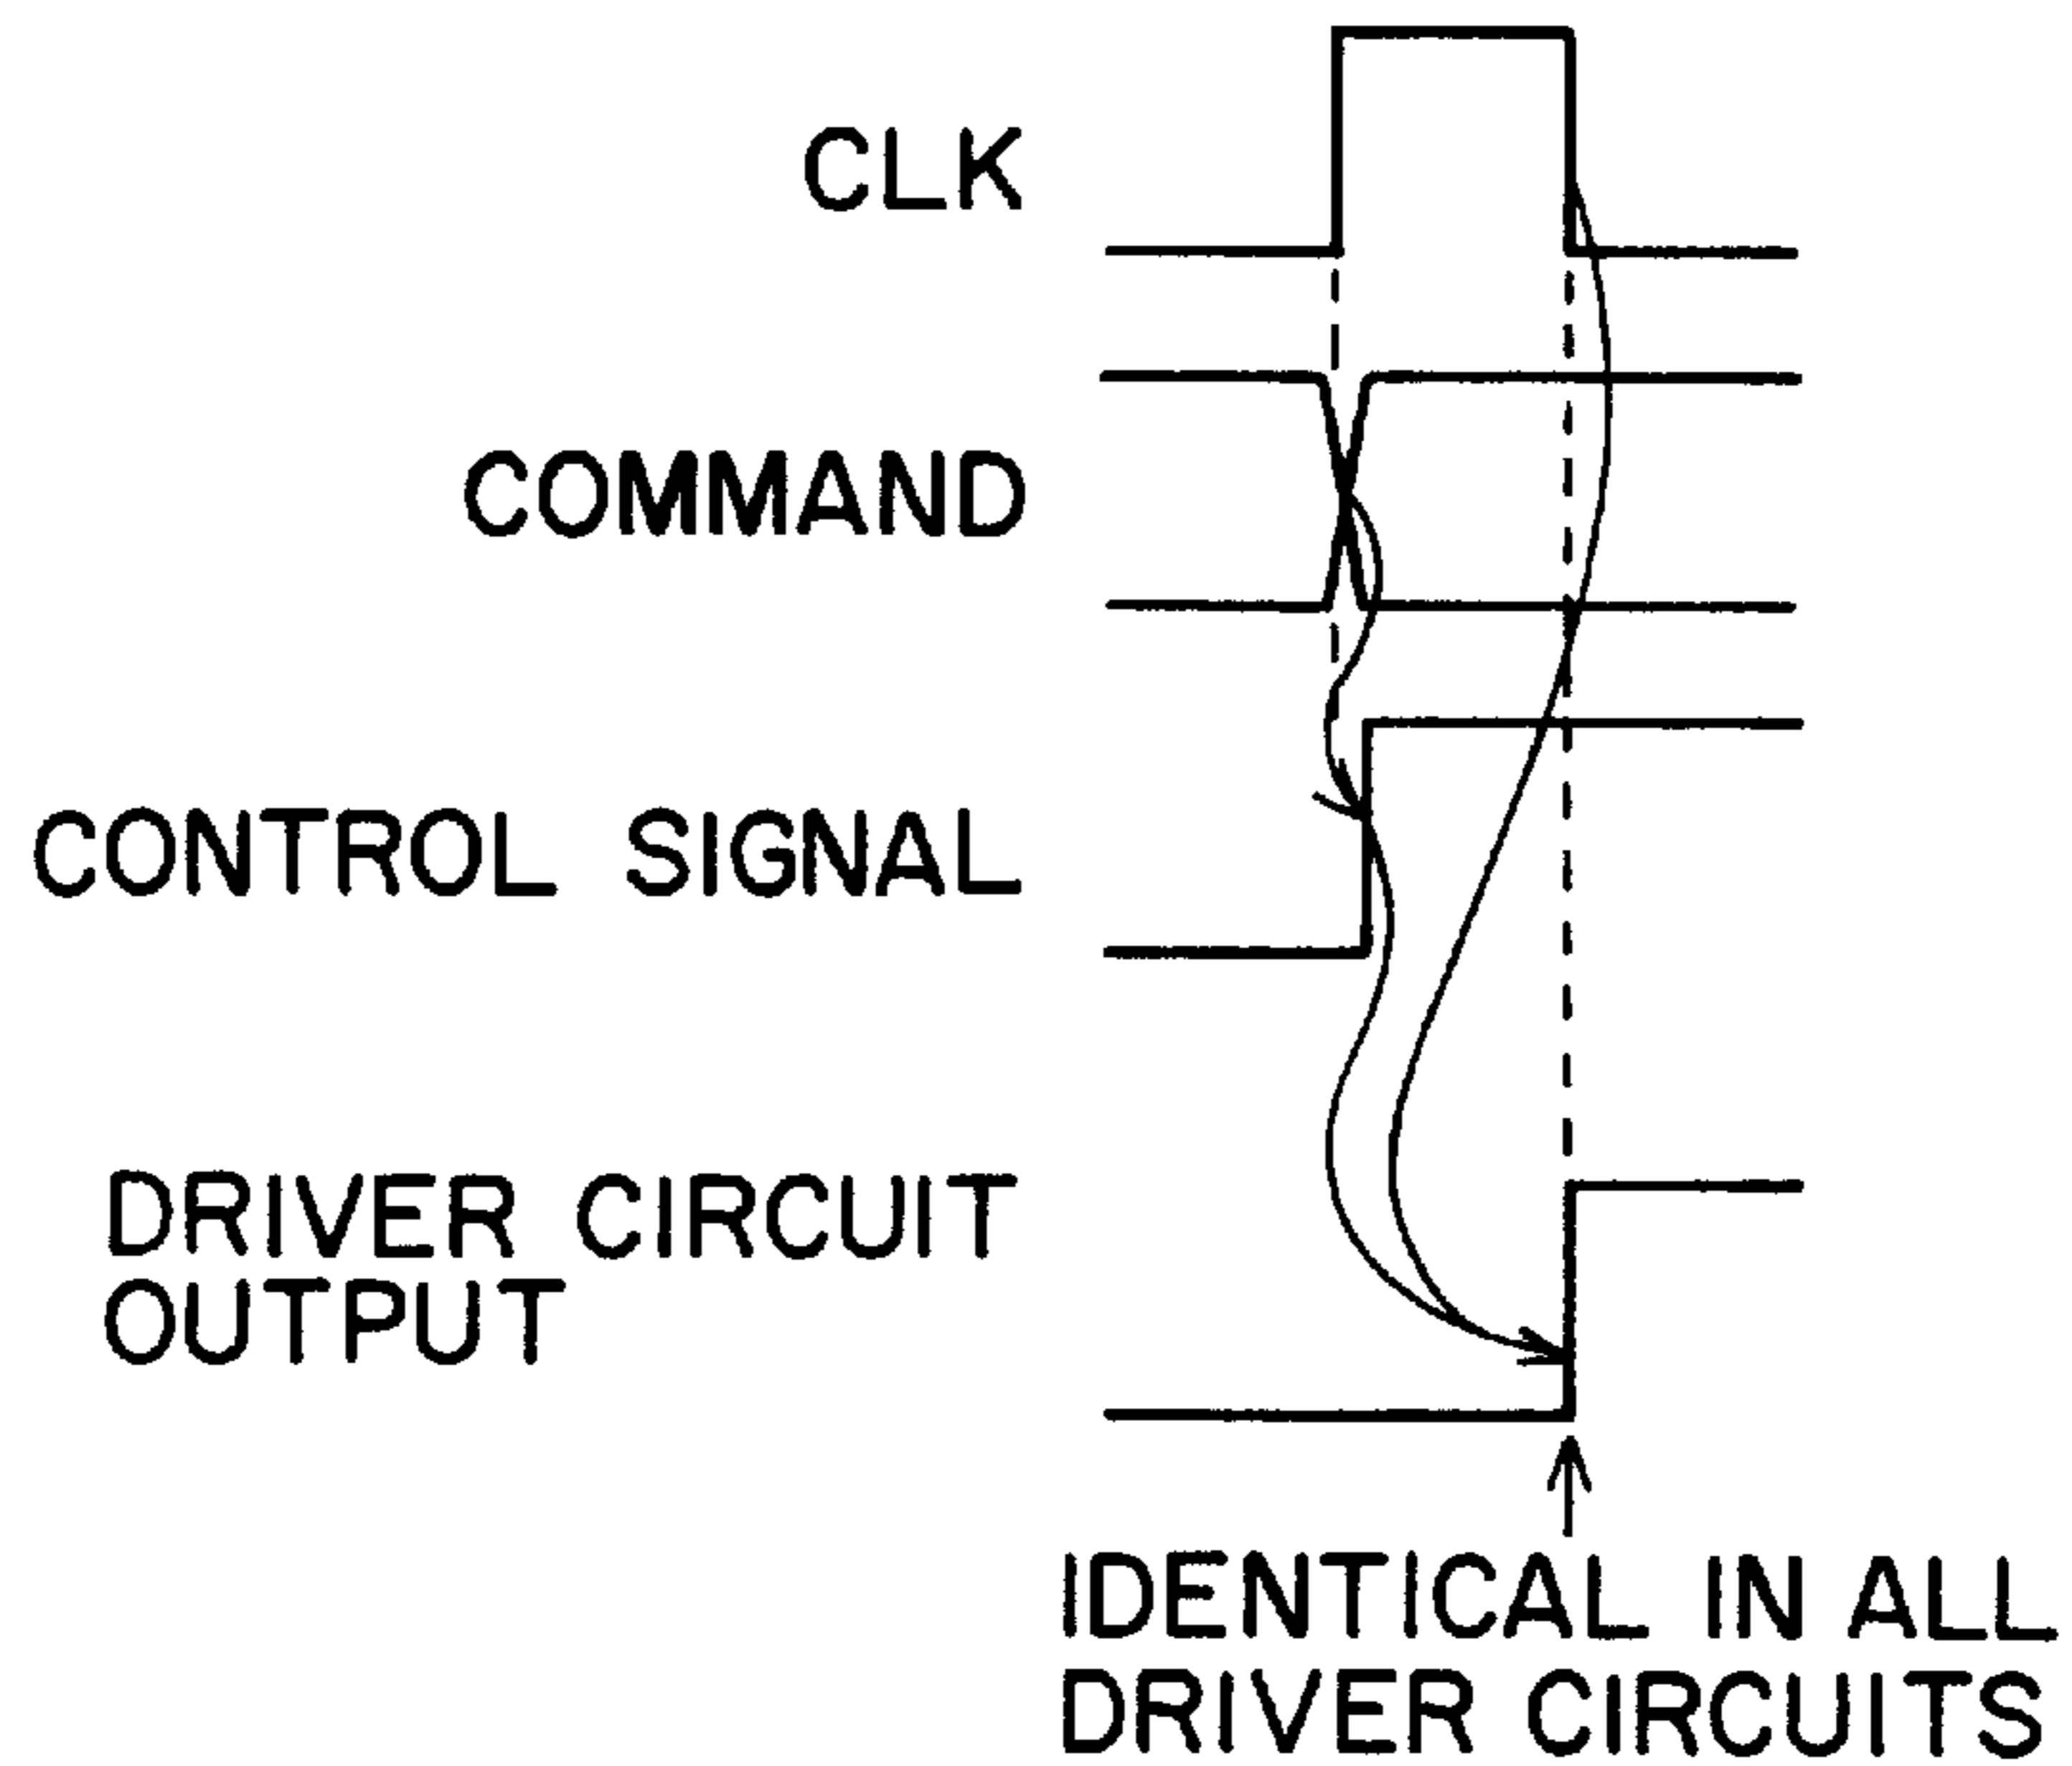 CLK
COMMAND
CONTROL SIGNAL
DRIVER CIRCUIT
OUTPUT
IDENTICAL IN ALL
DRIVER CIRCUITS